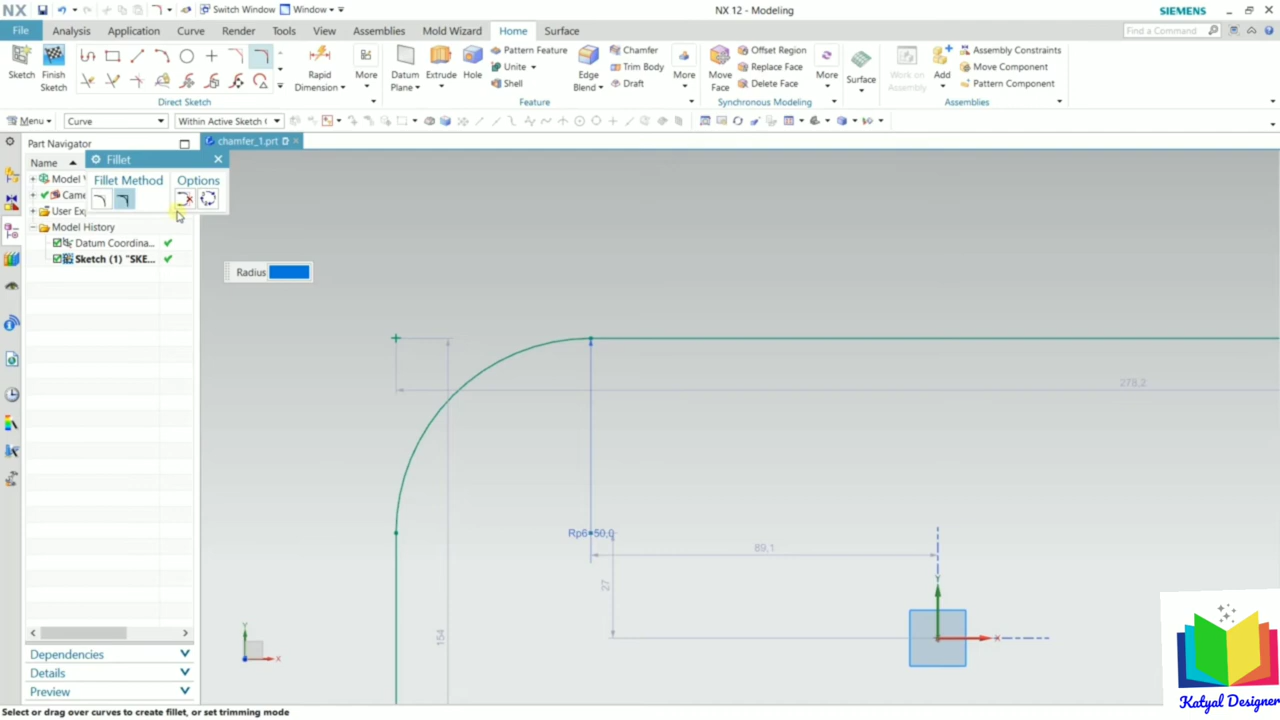 NX
Switch Window
Window
NX 12 - Modeling
SIEMENS
File
Analysis
Application
Curve
Render
Tools
View
Assemblies
Mold Wizard
Home
Surface
Find a Command
Sketch
Finish
Sketch
Rapid
Dimension
More
Datum
Plane
Extrude
Hole
Pattern Feature
Unite
Shell
Edge
Blend
Chamfer
Trim Body
Draft
More
Move
Face
Offset Region
Replace Face
Delete Face
More
Surface
Work on
Assembly
Add
Assembly Constraints
Move Component
Pattern Component
Direct Sketch
Feature
Synchronous Modeling
Assemblies
Menu
Curve
Within Active Sketch
Part Navigator
chamfer_1.prt
Name
Fillet
Fillet Method
Options
Model
Came
User Ex
Model History
Datum Coordina...
Sketch (1) "SKE...
Radius
278,2
Rp6=50,0
89,1
27
154
Y
X
Y
X
Dependencies
Details
Preview
Select or drag over curves to create fillet, or set trimming mode
Katyal Designer